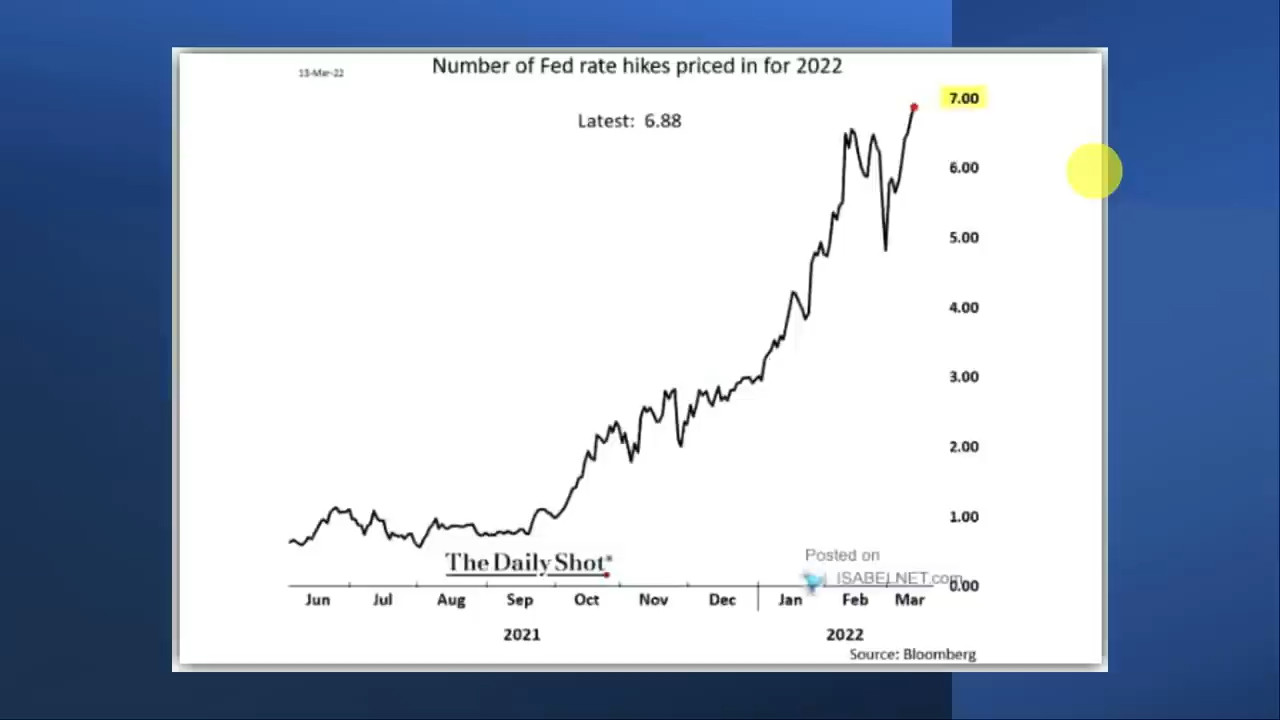 Number of Fed rate hikes priced in for 2022
13-Mar-22
7.00
Latest: 6.88
6.00
5.00
4.00
3.00
2.00
1.00
The Daily Shot®
Posted on
ISABELNET.com
0.00
Jun Jul Aug Sep Oct Nov Dec Jan Feb Mar
2021 2022
Source: Bloomberg